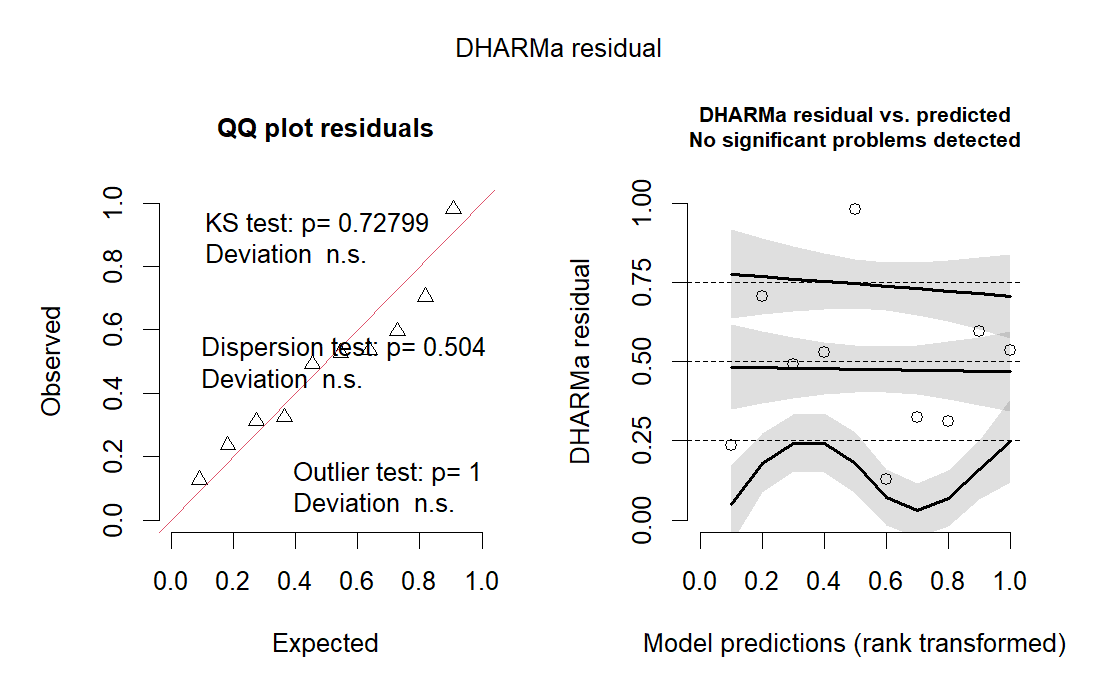 DHARMa residual
QQ plot residuals
KS test: p= 0.72799
Deviation  n.s.
Dispersion test: p= 0.504
Deviation  n.s.
Outlier test: p= 1
Deviation  n.s.
Observed
0.0 0.2 0.4 0.6 0.8 1.0
0.0 0.2 0.4 0.6 0.8 1.0
Expected
DHARMa residual vs. predicted
No significant problems detected
DHARMa residual
0.00 0.25 0.50 0.75 1.00
0.0 0.2 0.4 0.6 0.8 1.0
Model predictions (rank transformed)